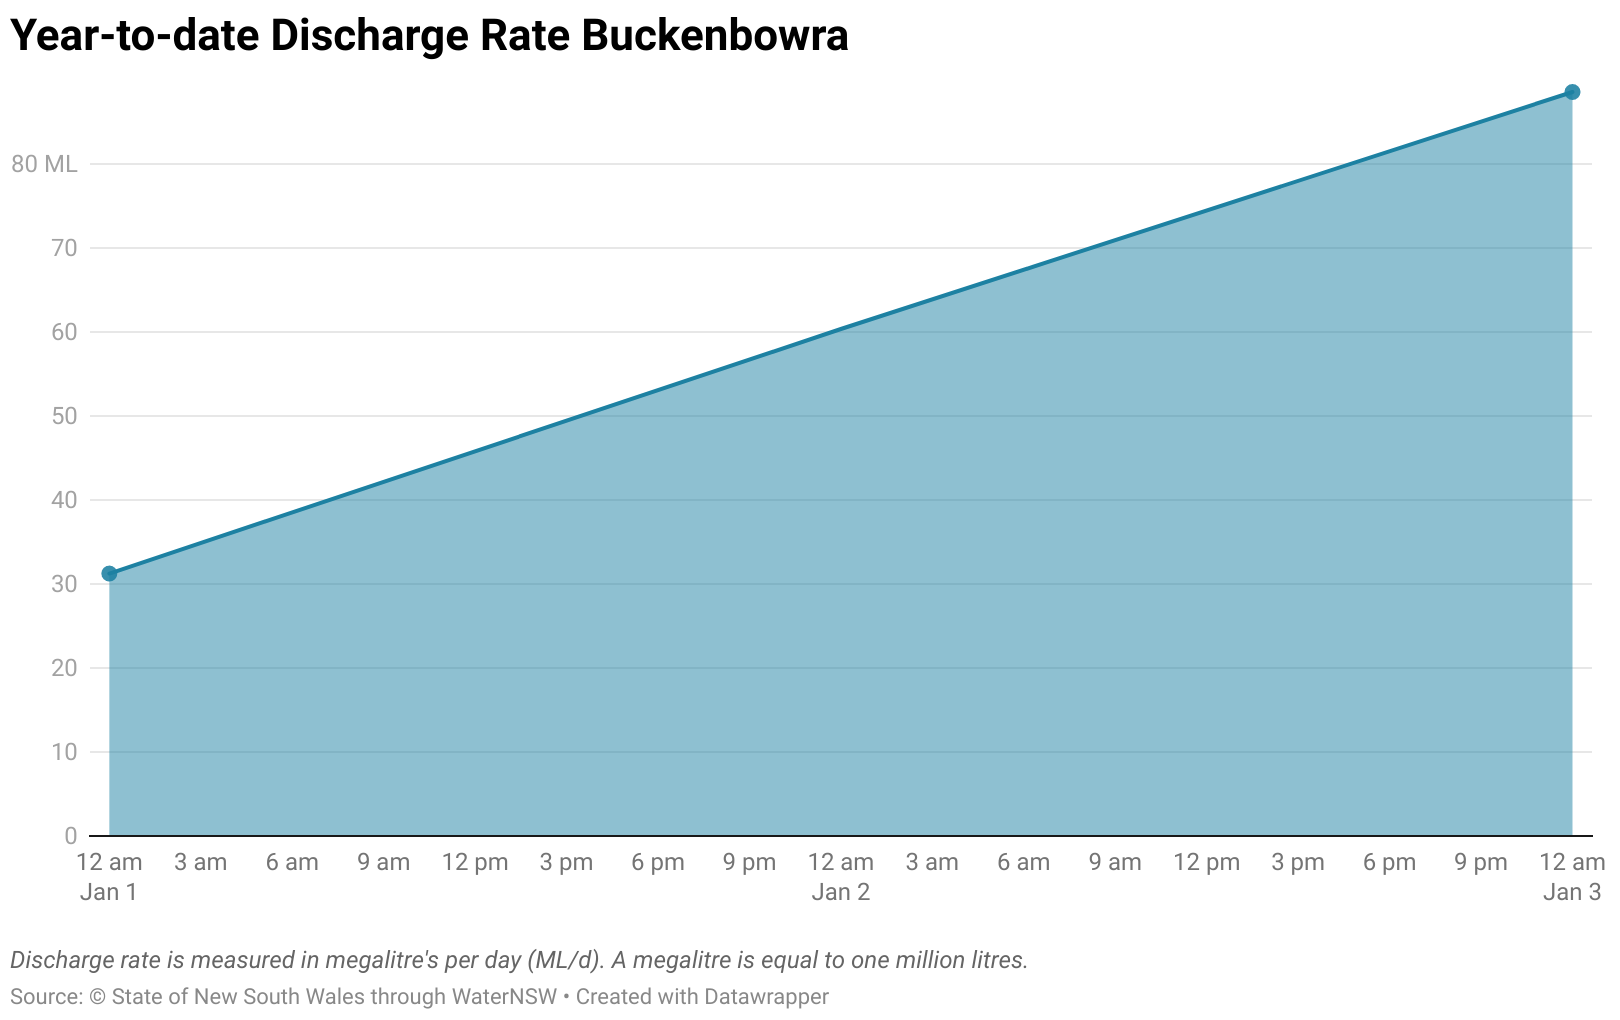 Year-to-date Discharge Rate Buckenbowra
80 ML
70
60
50
40
30
20
10
0
12 am 3 am 6 am 9 am 12 pm 3 pm 6 pm 9 pm 12 am 3 am 6 am 9 am 12 pm 3 pm 6 pm 9 pm 12 am
Jan 1 Jan 2 Jan 3
Discharge rate is measured in megalitre's per day (ML/d). A megalitre is equal to one million litres.
Source: © State of New South Wales through WaterNSW • Created with Datawrapper